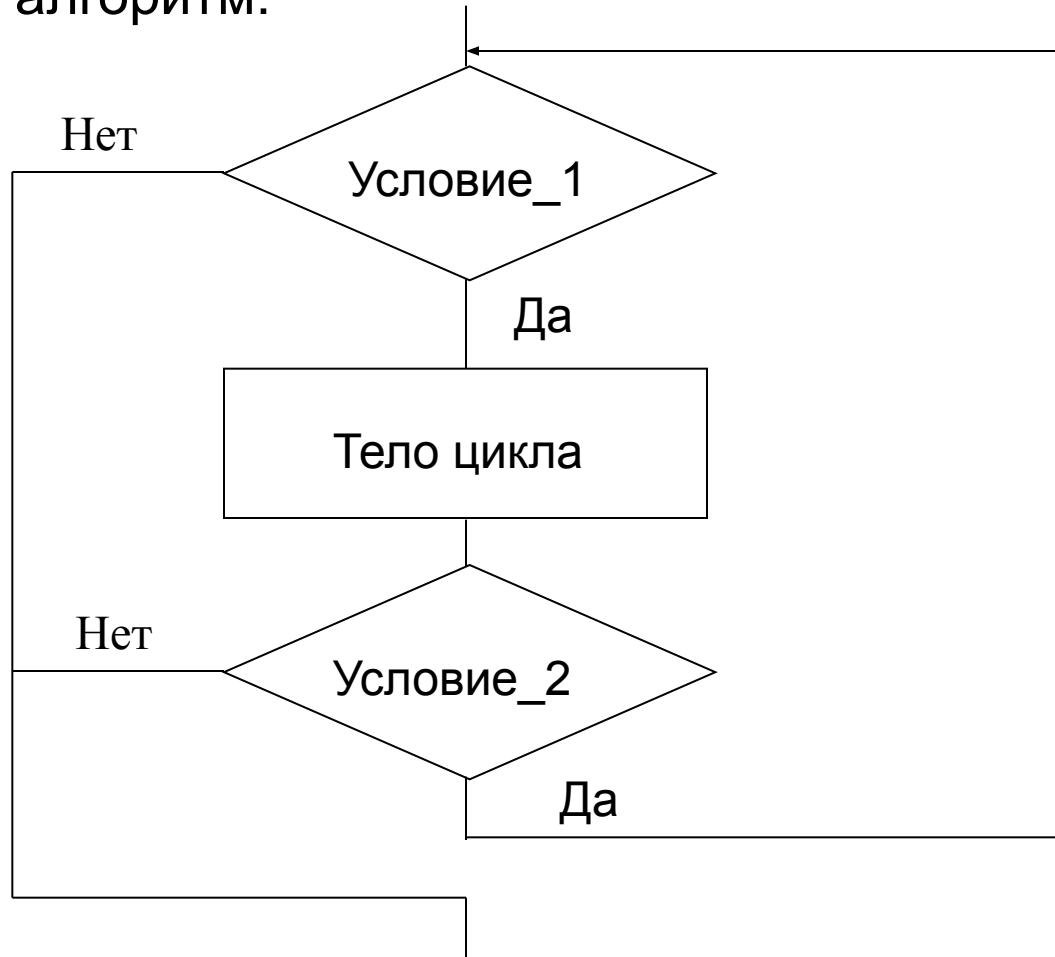 алгоритм:
Нет
Условие_1
Да
Тело цикла
Нет
Условие_2
Да